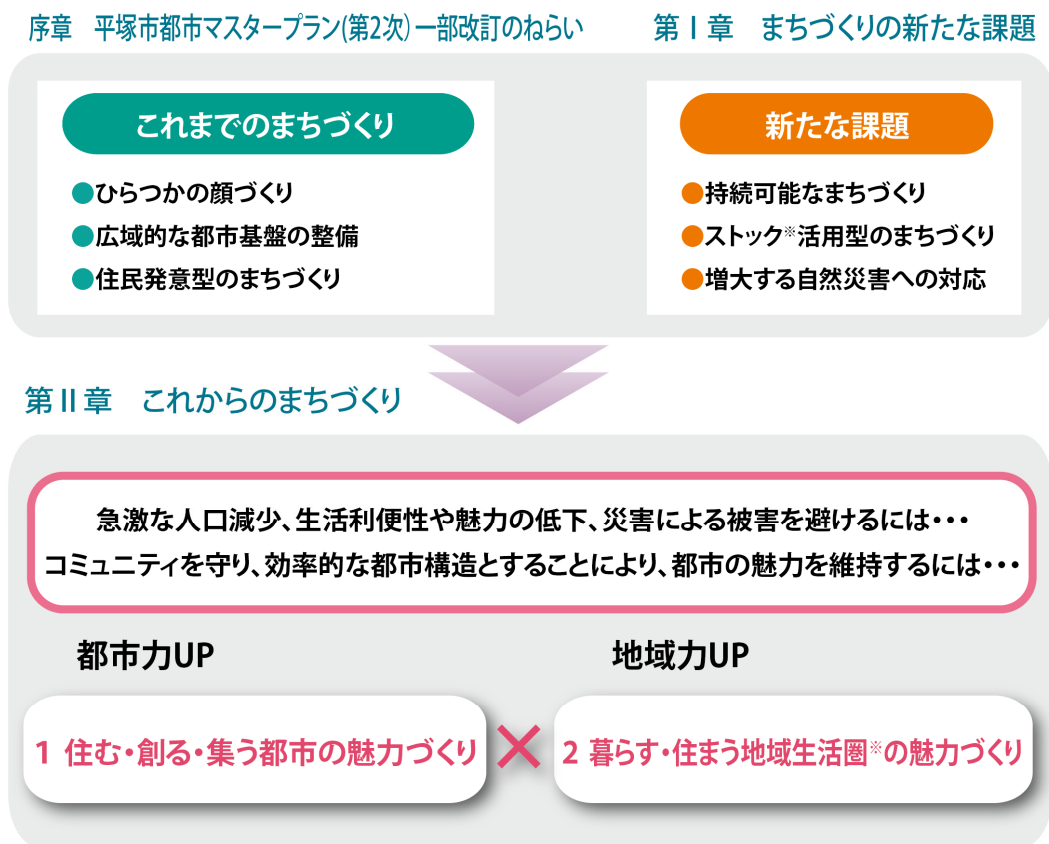 序章　平塚市都市マスタープラン(第2次)一部改訂のねらい
これまでのまちづくり
●ひらつかの顔づくり
●広域的な都市基盤の整備
●住民発意型のまちづくり
第Ⅰ章　まちづくりの新たな課題
新たな課題
●持続可能なまちづくり
●ストック※活用型のまちづくり
●増大する自然災害への対応
第Ⅱ章　これからのまちづくり
急激な人口減少、生活利便性や魅力の低下、災害による被害を避けるには・・・
コミュニティを守り、効率的な都市構造とすることにより、都市の魅力を維持するには・・・
都市力UP
1 住む・創る・集う都市の魅力づくり
×
地域力UP
2 暮らす・住まう地域生活圏※の魅力づくり